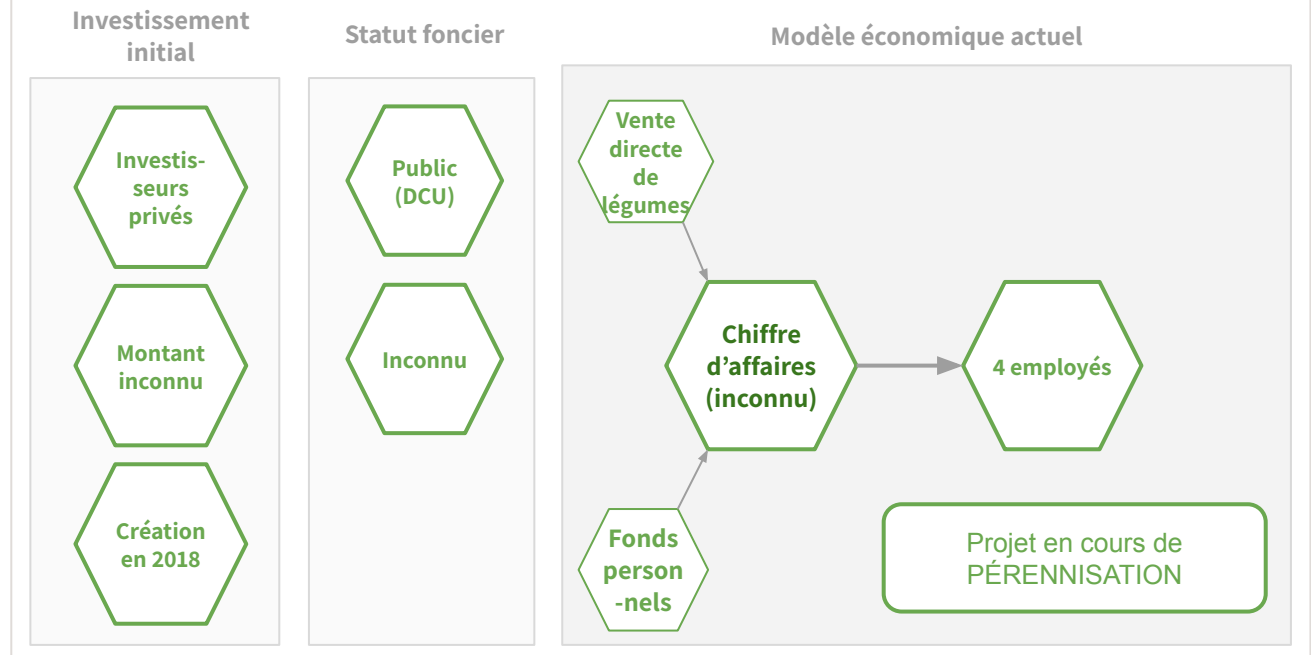 Investissement
initial
Statut foncier
Modèle économique actuel
Investis-
seurs
privés
Montant
inconnu
Création
en 2018
Public
(DCU)
Inconnu
Vente
directe
de
légumes
Chiffre
d’affaires
(inconnu)
4 employés
Fonds
person
-nels
Projet en cours de
PÉRENNISATION